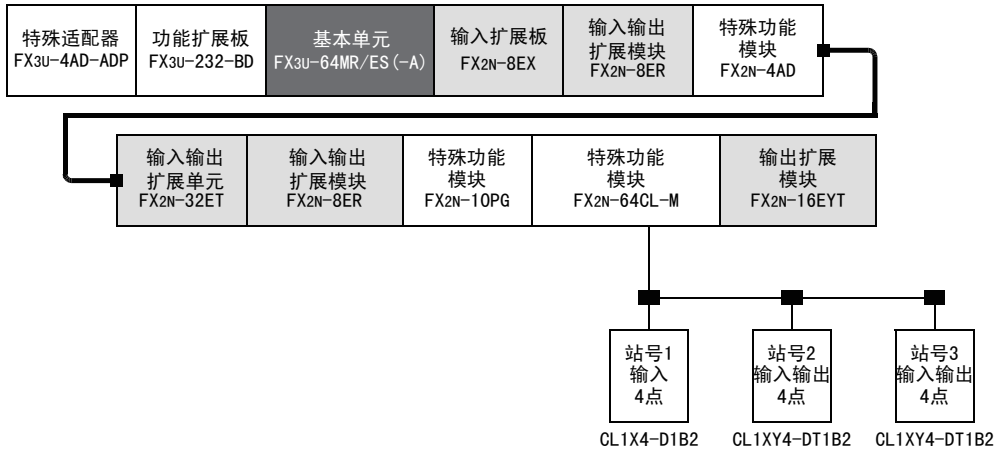 特殊适配器
FX3U-4AD-ADP
功能扩展板
FX3U-232-BD
基本单元
FX3U-64MR/ES(-A)
输入扩展板
FX2N-8EX
输入输出
扩展模块
FX2N-8ER
特殊功能
模块
FX2N-4AD
输入输出
扩展单元
FX2N-32ET
输入输出
扩展模块
FX2N-8ER
特殊功能
模块
FX2N-10PG
特殊功能
模块
FX2N-64CL-M
输出扩展
模块
FX2N-16EYT
站号1
输入
4点
CL1X4-D1B2
站号2
输入输出
4点
CL1XY4-DT1B2
站号3
输入输出
4点
CL1XY4-DT1B2